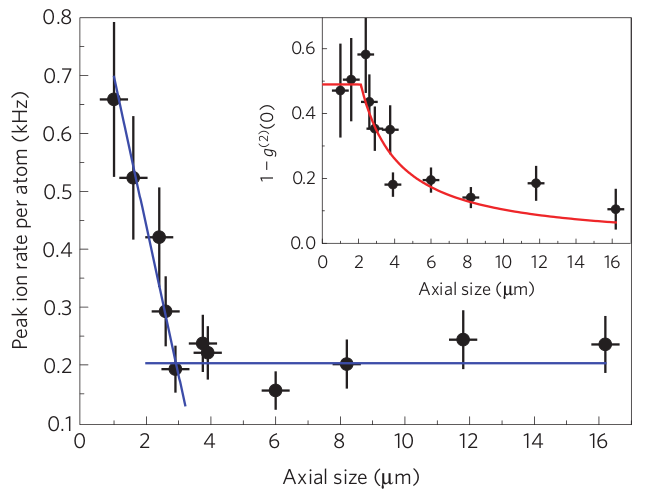 0.8
0.7
0.6
0.5
0.4
0.3
0.2
0.1
Peak ion rate per atom (kHz)
0 2 4 6 8 10 12 14 16
Axial size (μm)
0.6
0.4
0.2
0.0
1 − g⁽²⁾(0)
0 2 4 6 8 10 12 14 16
Axial size (μm)